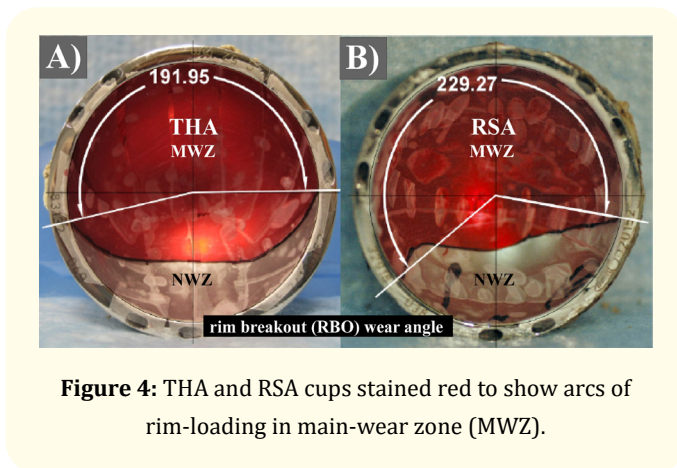 A)
191.95
THA
MWZ
NWZ
B)
229.27
RSA
MWZ
NWZ
rim breakout (RBO) wear angle
Figure 4: THA and RSA cups stained red to show arcs of
rim-loading in main-wear zone (MWZ).